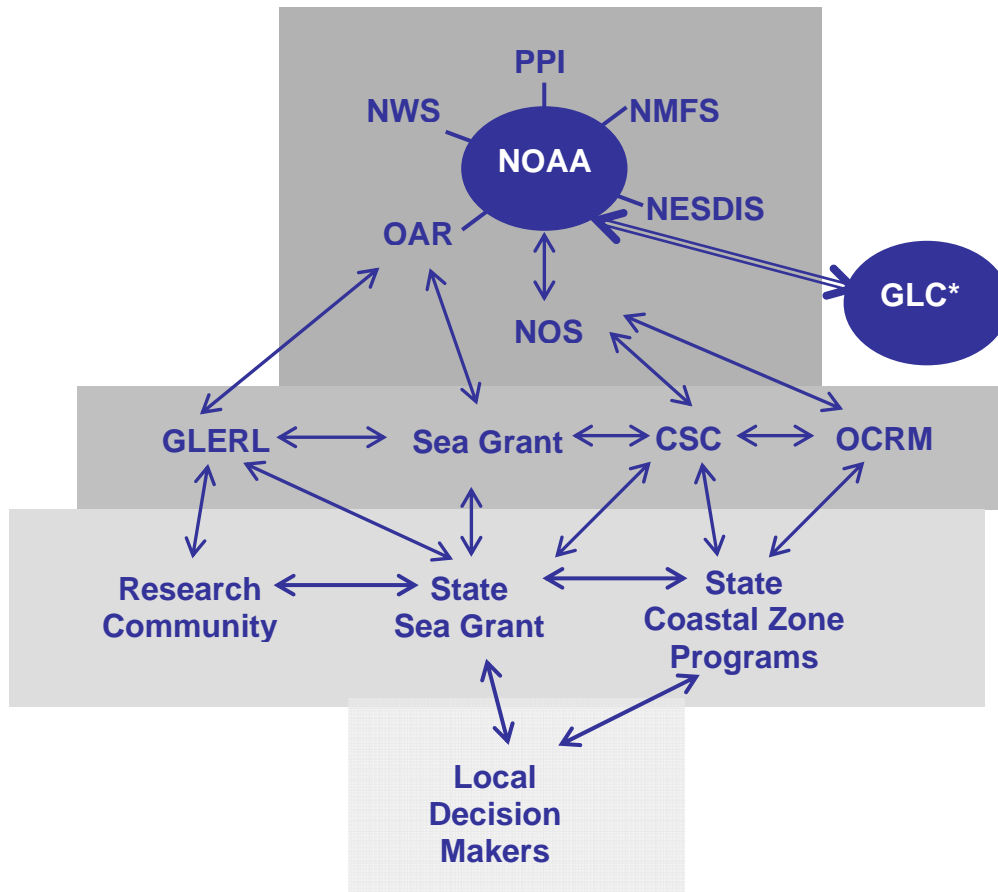 PPI
NWS
NMFS
NOAA
NESDIS
OAR
GLC*
NOS
GLERL
Sea Grant
CSC
OCRM
Research
Community
State
Sea Grant
State
Coastal Zone
Programs
Local
Decision
Makers